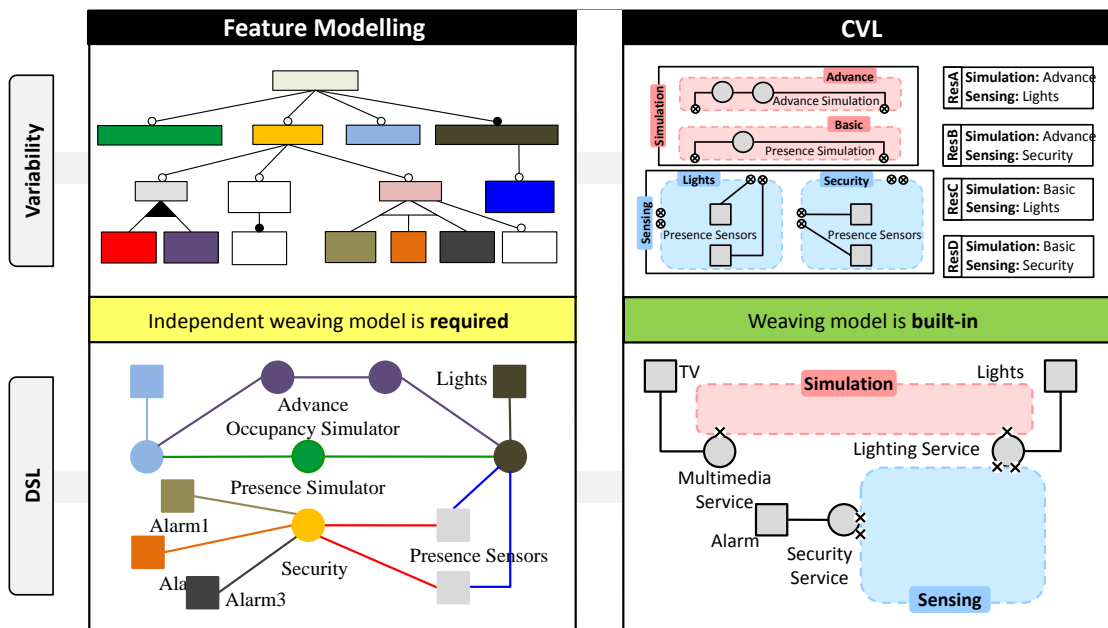 Feature Modelling
CVL
Variability
Simulation
Advance
Advance Simulation
Basic
Presence Simulation
Sensing
Lights
Security
Presence Sensors
Presence Sensors
ResA
Simulation: Advance
Sensing: Lights
ResB
Simulation: Advance
Sensing: Security
ResC
Simulation: Basic
Sensing: Lights
ResD
Simulation: Basic
Sensing: Security
Independent weaving model is required
Weaving model is built-in
DSL
Lights
Advance
Occupancy Simulator
Presence Simulator
Alarm1
Ala
Alarm3
Security
Presence Sensors
TV
Simulation
Lights
Lighting Service
Multimedia
Service
Alarm
Security
Service
Sensing